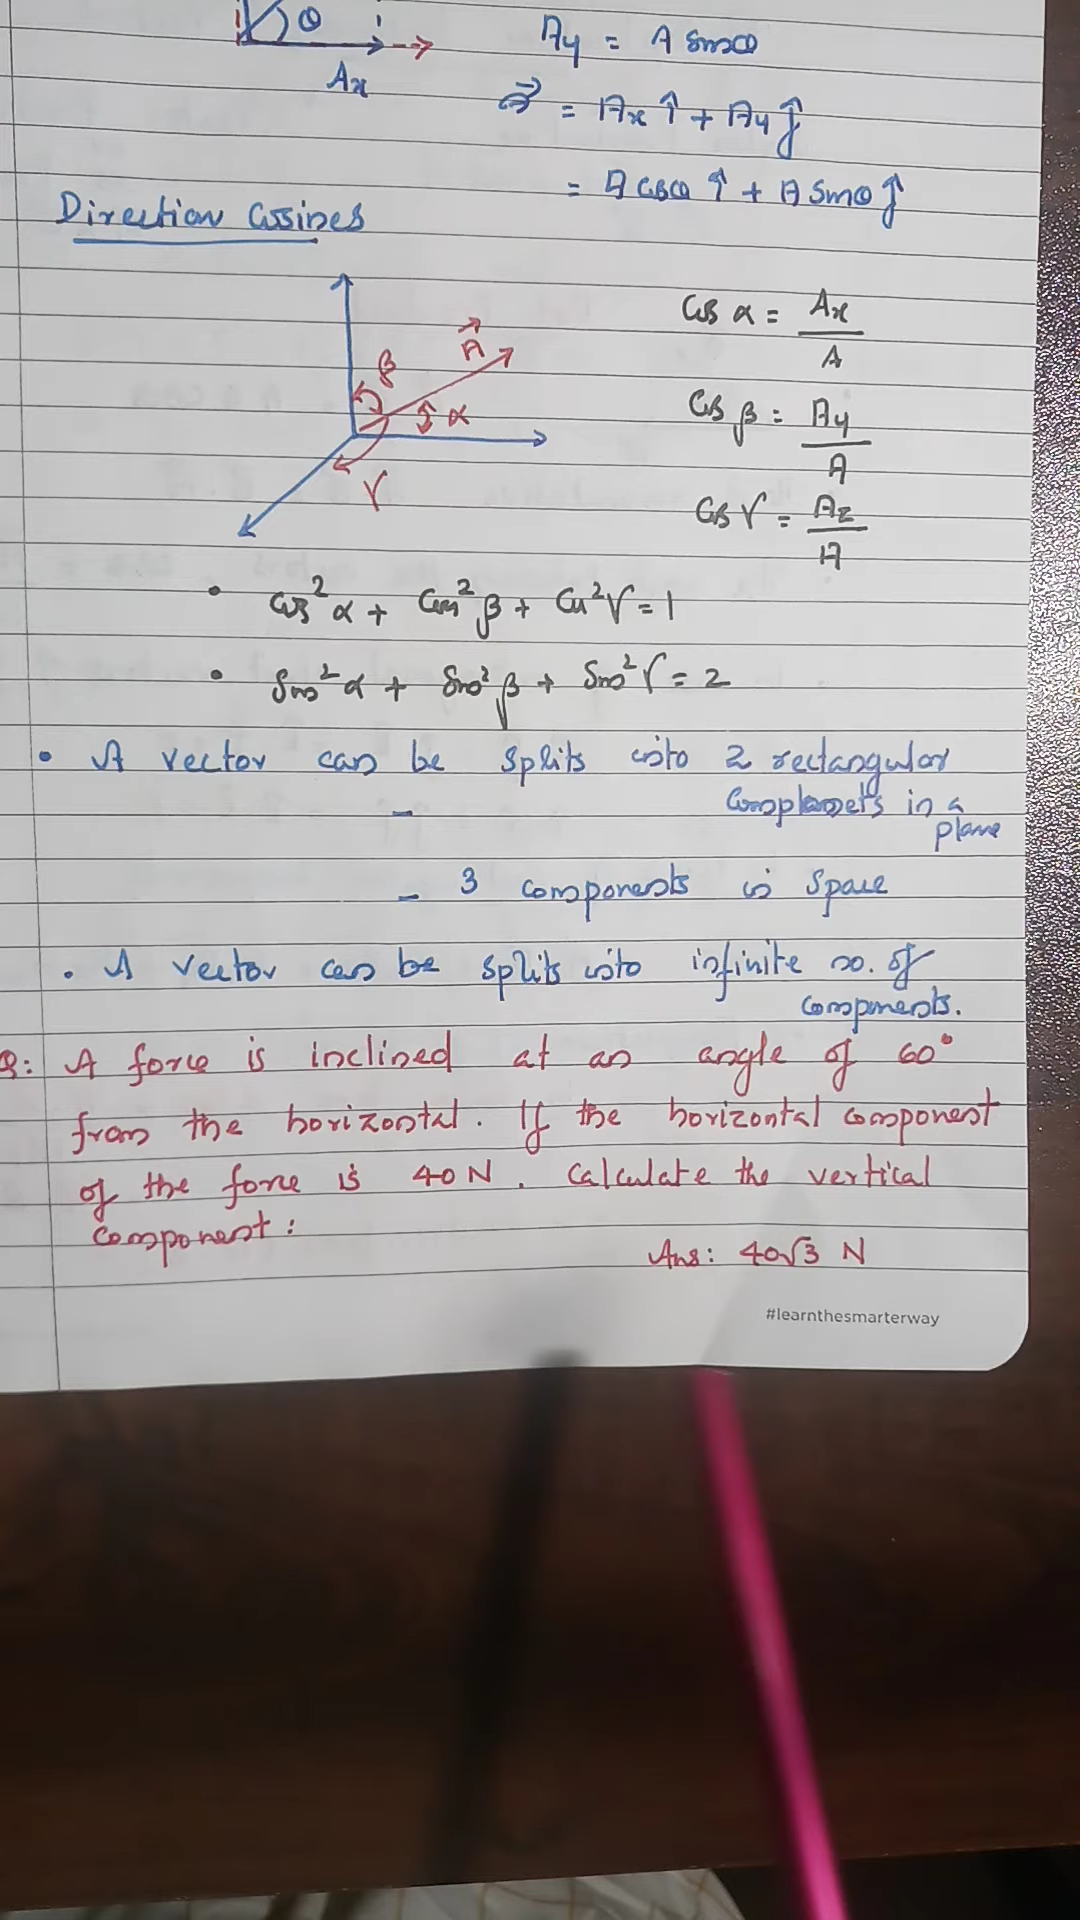 θ
Ax
Ay = A sinθ
A⃗ = Ax î + Ay ĵ
= A cosθ î + A sinθ ĵ
Direction Cosines
β A⃗ α γ
Cos α = Ax / A
Cos β = Ay / A
Cos γ = Az / A
• cos²α + cos²β + cos²γ = 1
• Sin²α + Sin²β + Sin²γ = 2
• A vector can be splits into 2 rectangular
components in a
plane
- 3 components in space
• A vector can be splits into infinite no. of
components.
Q: A force is inclined at an angle of 60°
from the horizontal. If the horizontal component
of the force is 40 N. Calculate the vertical
component:
Ans: 40√3 N
#learnthesmarterway